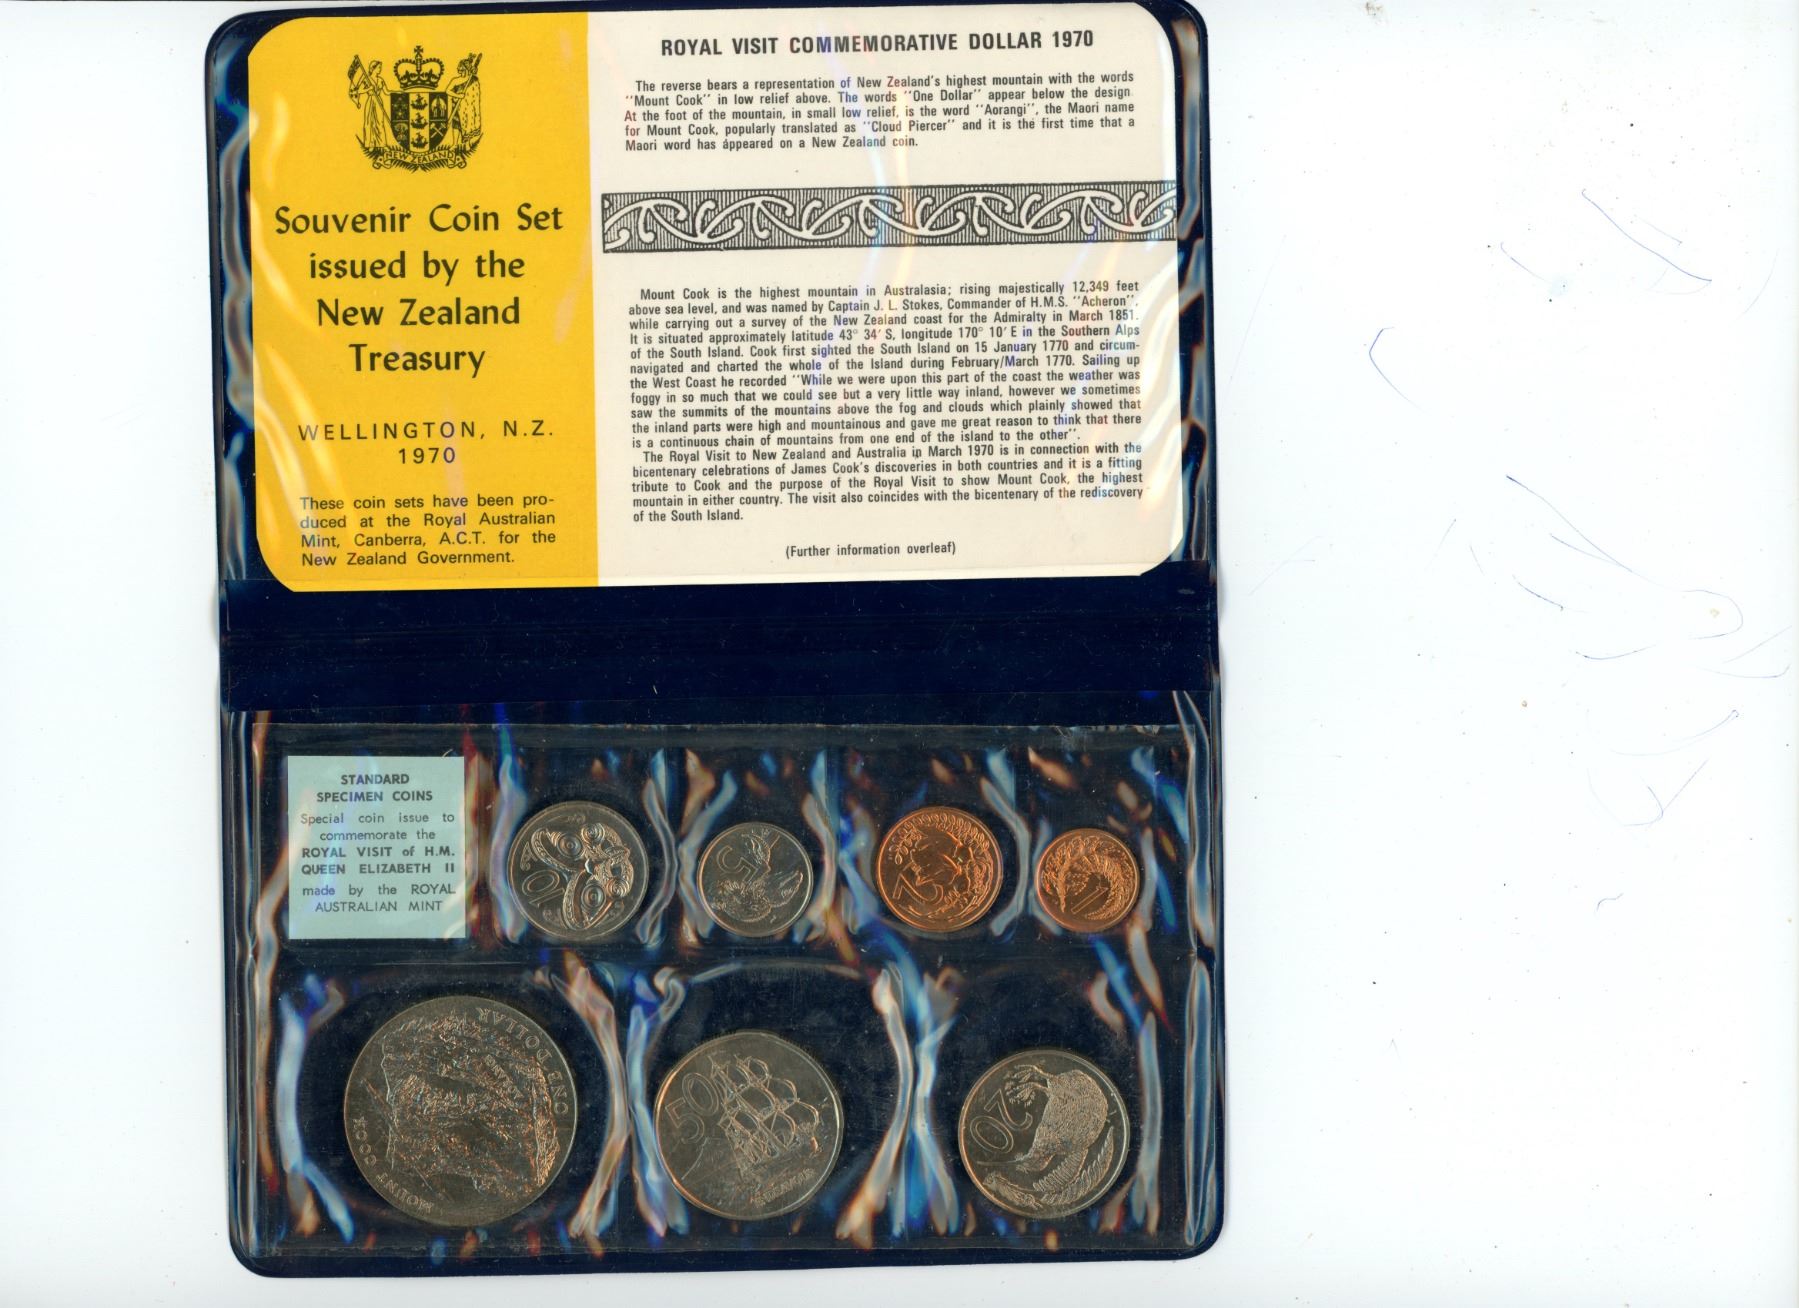 NEW ZEALAND
Souvenir Coin Set
issued by the
New Zealand
Treasury
WELLINGTON, N.Z.
1970
These coin sets have been pro-
duced at the Royal Australian
Mint, Canberra, A.C.T. for the
New Zealand Government.
ROYAL VISIT COMMEMORATIVE DOLLAR 1970
The reverse bears a representation of New Zealand's highest mountain with the words
"Mount Cook" in low relief above. The words "One Dollar" appear below the design.
At the foot of the mountain, in small low relief, is the word "Aorangi", the Maori name
for Mount Cook, popularly translated as "Cloud Piercer" and it is the first time that a
Maori word has appeared on a New Zealand coin.
Mount Cook is the highest mountain in Australasia; rising majestically 12,349 feet
above sea level, and was named by Captain J. L. Stokes, Commander of H.M.S. "Acheron",
while carrying out a survey of the New Zealand coast for the Admiralty in March 1851.
It is situated approximately latitude 43° 34′ S, longitude 170° 10′ E in the Southern Alps
of the South Island. Cook first sighted the South Island on 15 January 1770 and circum-
navigated and charted the whole of the Island during February/March 1770. Sailing up
the West Coast he recorded "While we were upon this part of the coast the weather was
foggy in so much that we could see but a very little way inland, however we sometimes
saw the summits of the mountains above the fog and clouds which plainly showed that
the inland parts were high and mountainous and gave me great reason to think that there
is a continuous chain of mountains from one end of the island to the other".
The Royal Visit to New Zealand and Australia in March 1970 is in connection with the
bicentenary celebrations of James Cook's discoveries in both countries and it is a fitting
tribute to Cook and the purpose of the Royal Visit to show Mount Cook, the highest
mountain in either country. The visit also coincides with the bicentenary of the rediscovery
of the South Island.
(Further information overleaf)
STANDARD
SPECIMEN COINS
Special coin issue to
commemorate the
ROYAL VISIT of H.M.
QUEEN ELIZABETH II
made by the ROYAL
AUSTRALIAN MINT
10
5
2
1
MOUNT COOK
ONE DOLLAR
50
ENDEAVOUR
20